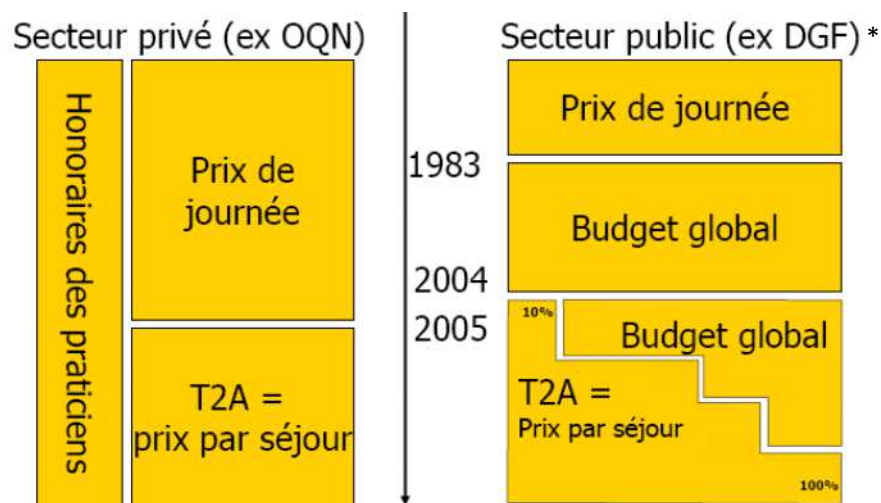 Secteur privé (ex OQN)
Honoraires des praticiens
Prix de
journée
T2A =
prix par séjour
1983
2004
2005
Secteur public (ex DGF) *
Prix de journée
Budget global
10%
Budget global
T2A =
Prix par séjour
100%